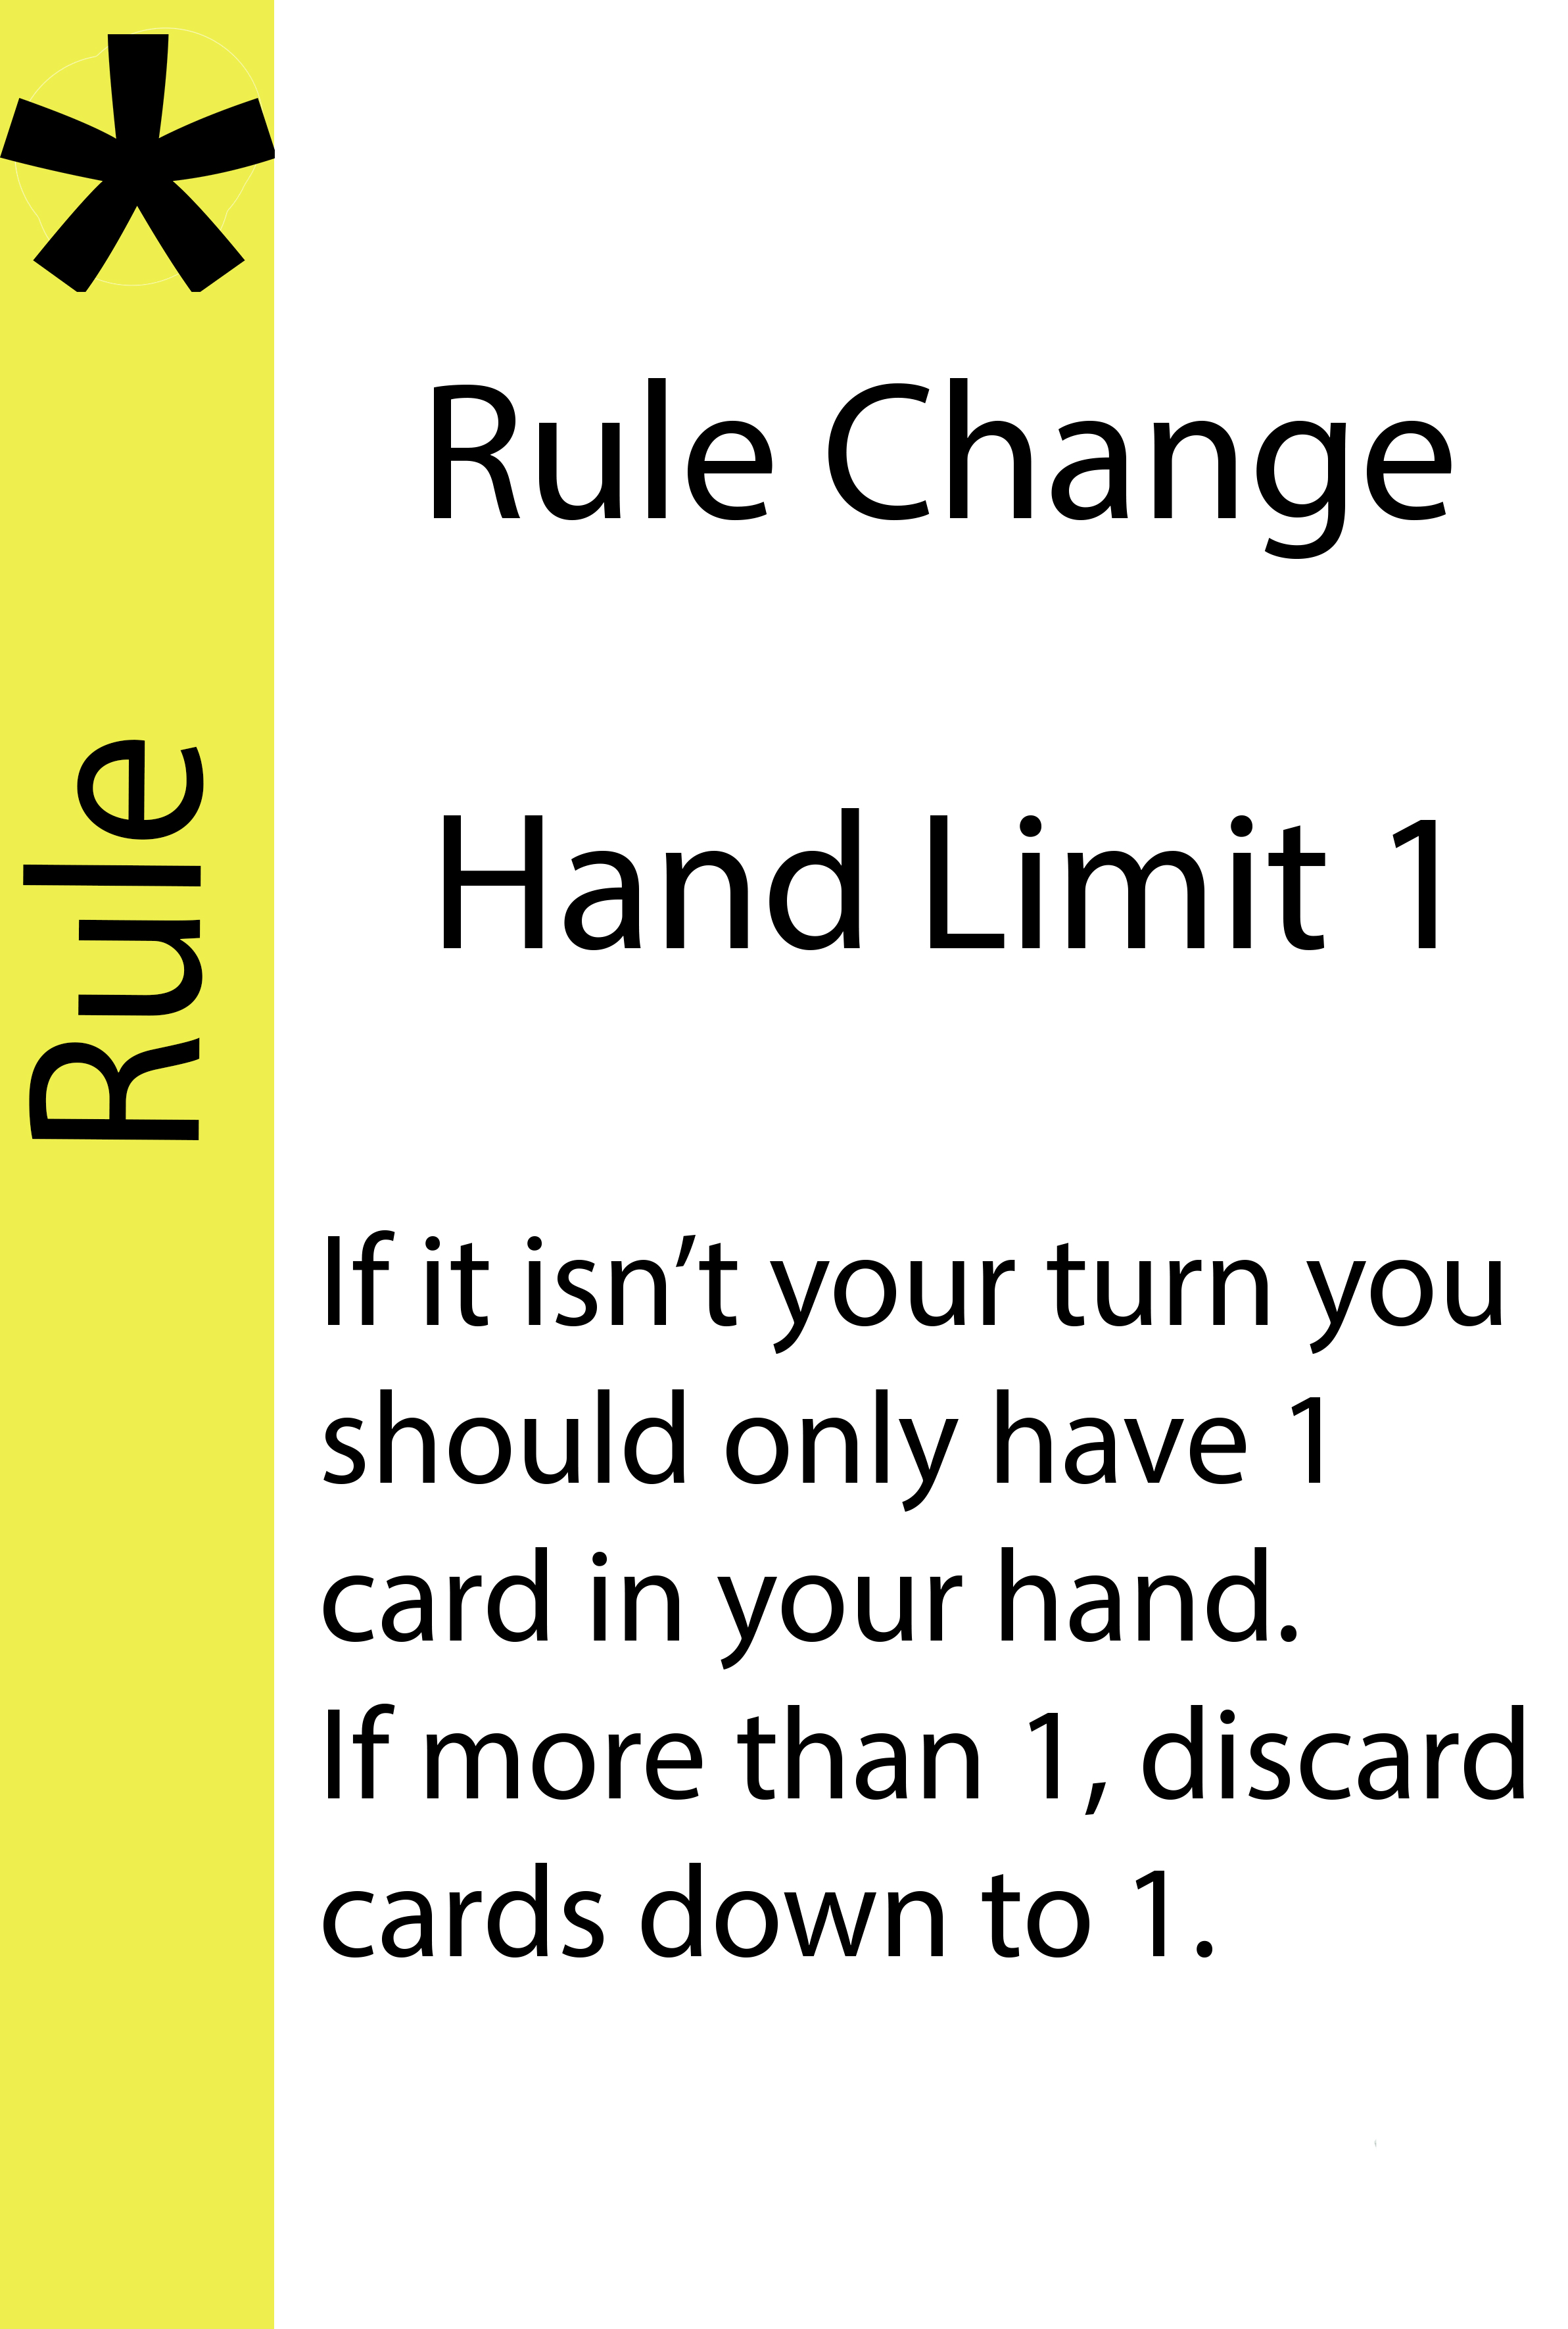 *
Rule
Rule Change
Hand Limit 1
If it isn’t your turn you
should only have 1
card in your hand.
If more than 1, discard
cards down to 1.